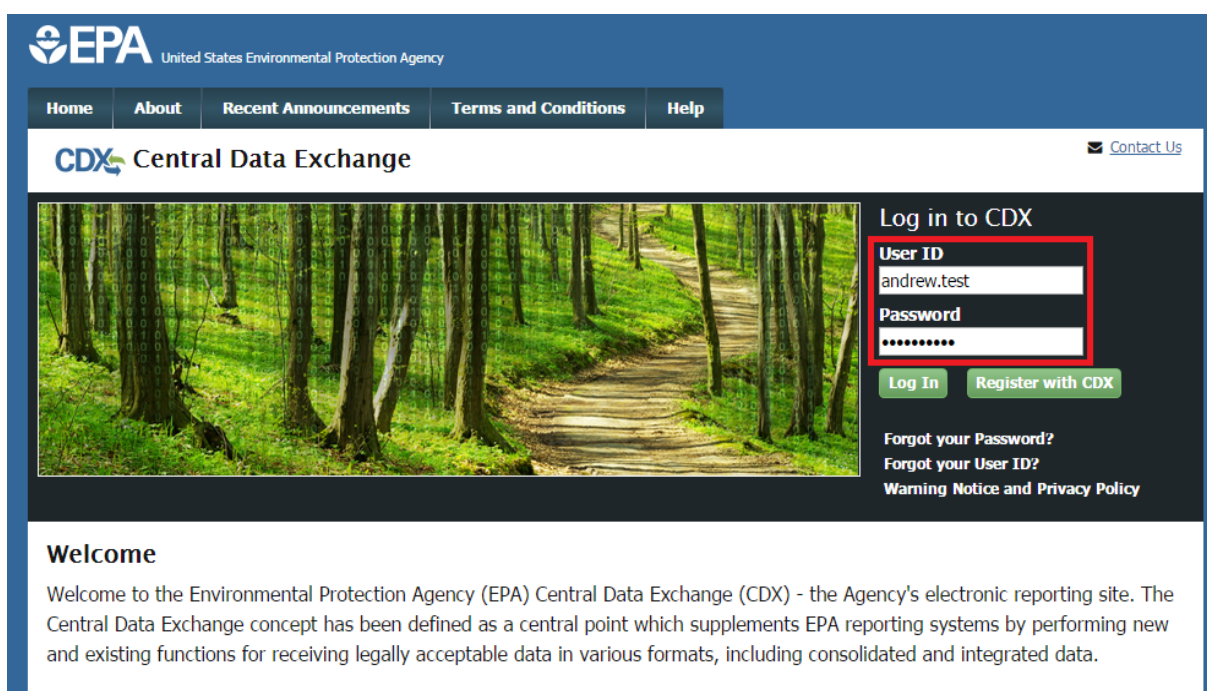 EPA United States Environmental Protection Agency
Home About Recent Announcements Terms and Conditions Help
CDX Central Data Exchange
Contact Us
Log in to CDX
User ID
andrew.test
Password
••••••••••
Log In Register with CDX
Forgot your Password?
Forgot your User ID?
Warning Notice and Privacy Policy
Welcome
Welcome to the Environmental Protection Agency (EPA) Central Data Exchange (CDX) - the Agency's electronic reporting site. The
Central Data Exchange concept has been defined as a central point which supplements EPA reporting systems by performing new
and existing functions for receiving legally acceptable data in various formats, including consolidated and integrated data.